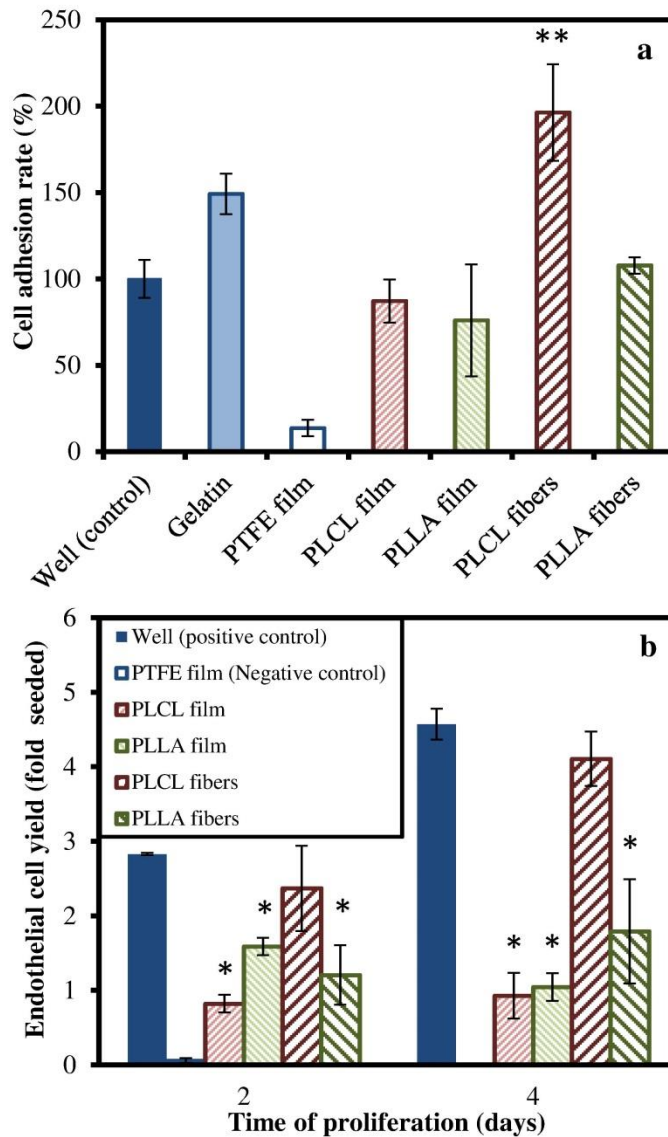 250
200
150
100
50
0
Cell adhesion rate (%)
**
a
Well (control)
Gelatin
PTFE film
PLCL film
PLLA film
PLCL fibers
PLLA fibers
6
5
4
3
2
1
0
Endothelial cell yield (fold seeded)
b
Well (positive control)
PTFE film (Negative control)
PLCL film
PLLA film
PLCL fibers
PLLA fibers
*
*
*
*
*
*
2
4
Time of proliferation (days)